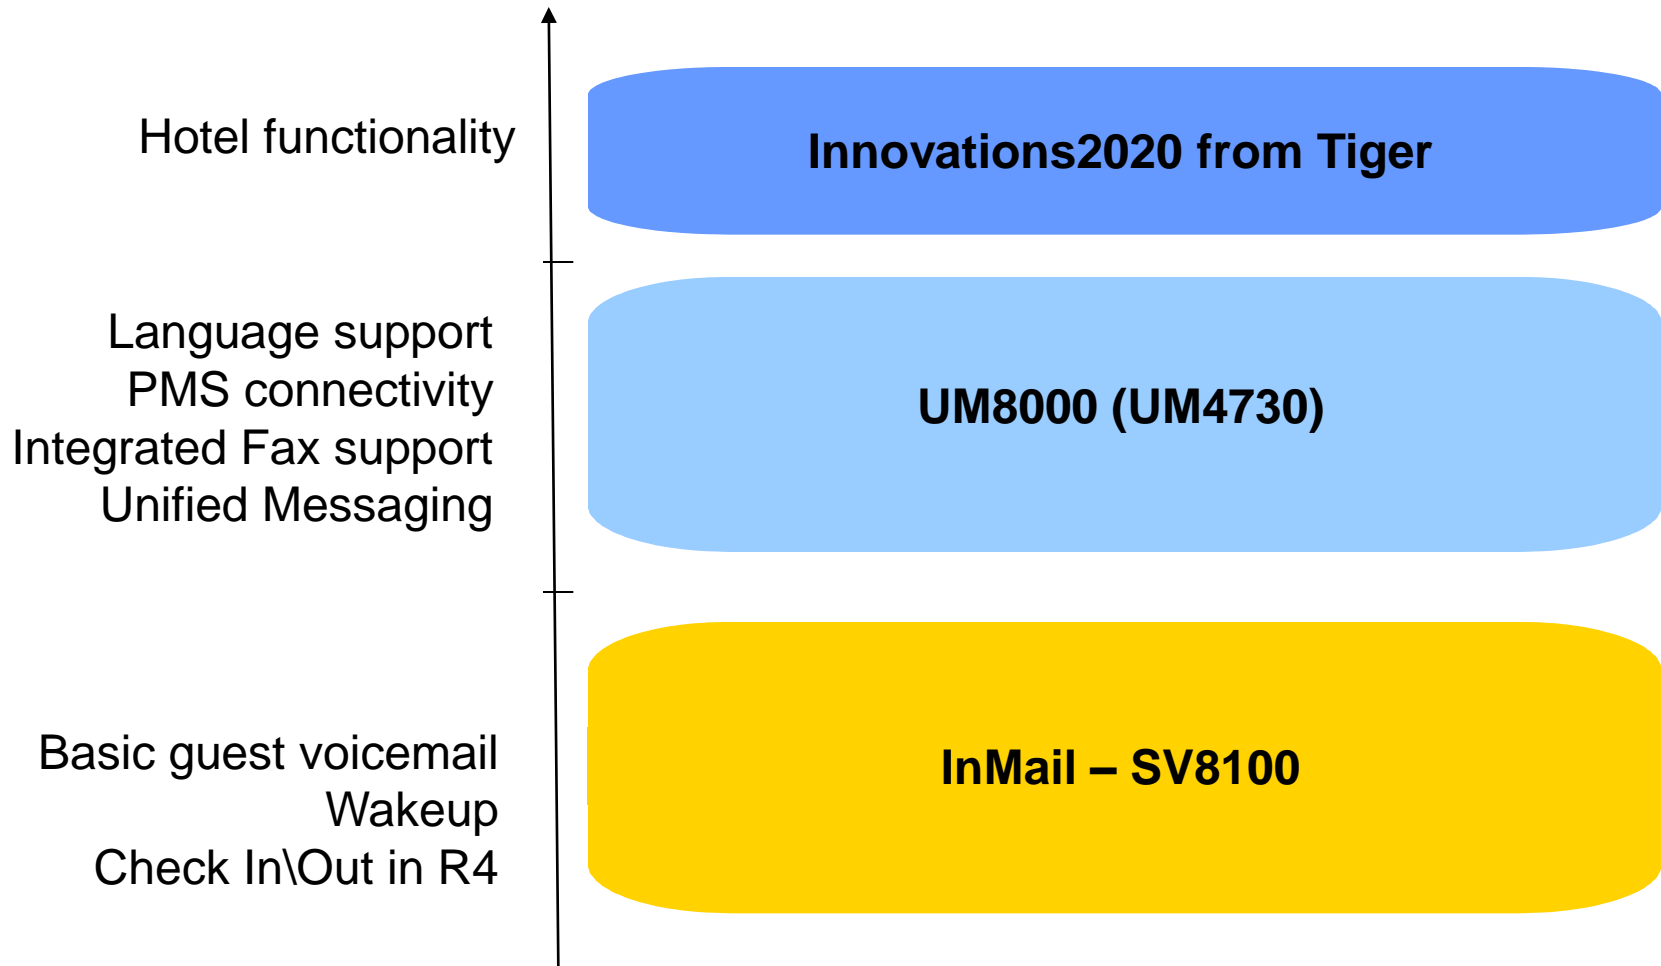 Hotel functionality
Innovations2020 from Tiger
Language support
PMS connectivity
Integrated Fax support
Unified Messaging
UM8000 (UM4730)
Basic guest voicemail
Wakeup
Check In\Out in R4
InMail – SV8100